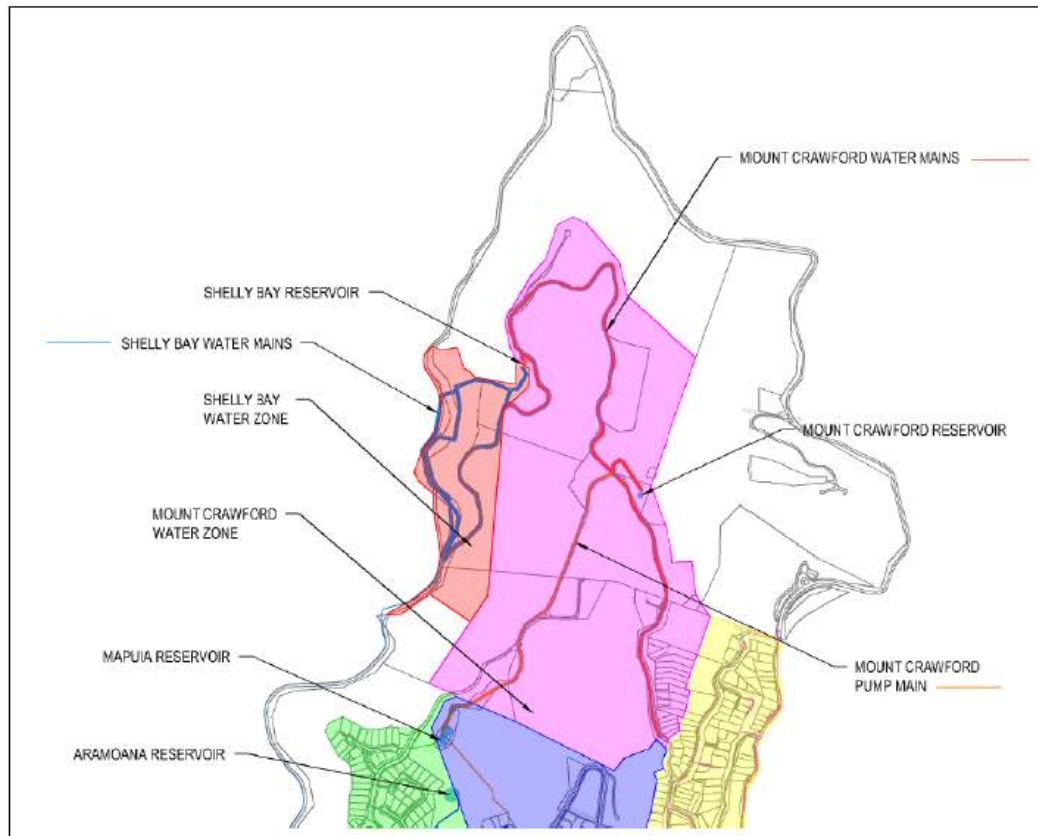 MOUNT CRAWFORD WATER MAINS
SHELLY BAY RESERVOIR
SHELLY BAY WATER MAINS
SHELLY BAY
WATER ZONE
MOUNT CRAWFORD RESERVOIR
MOUNT CRAWFORD
WATER ZONE
MAPUIA RESERVOIR
MOUNT CRAWFORD
PUMP MAIN
ARAMOANA RESERVOIR